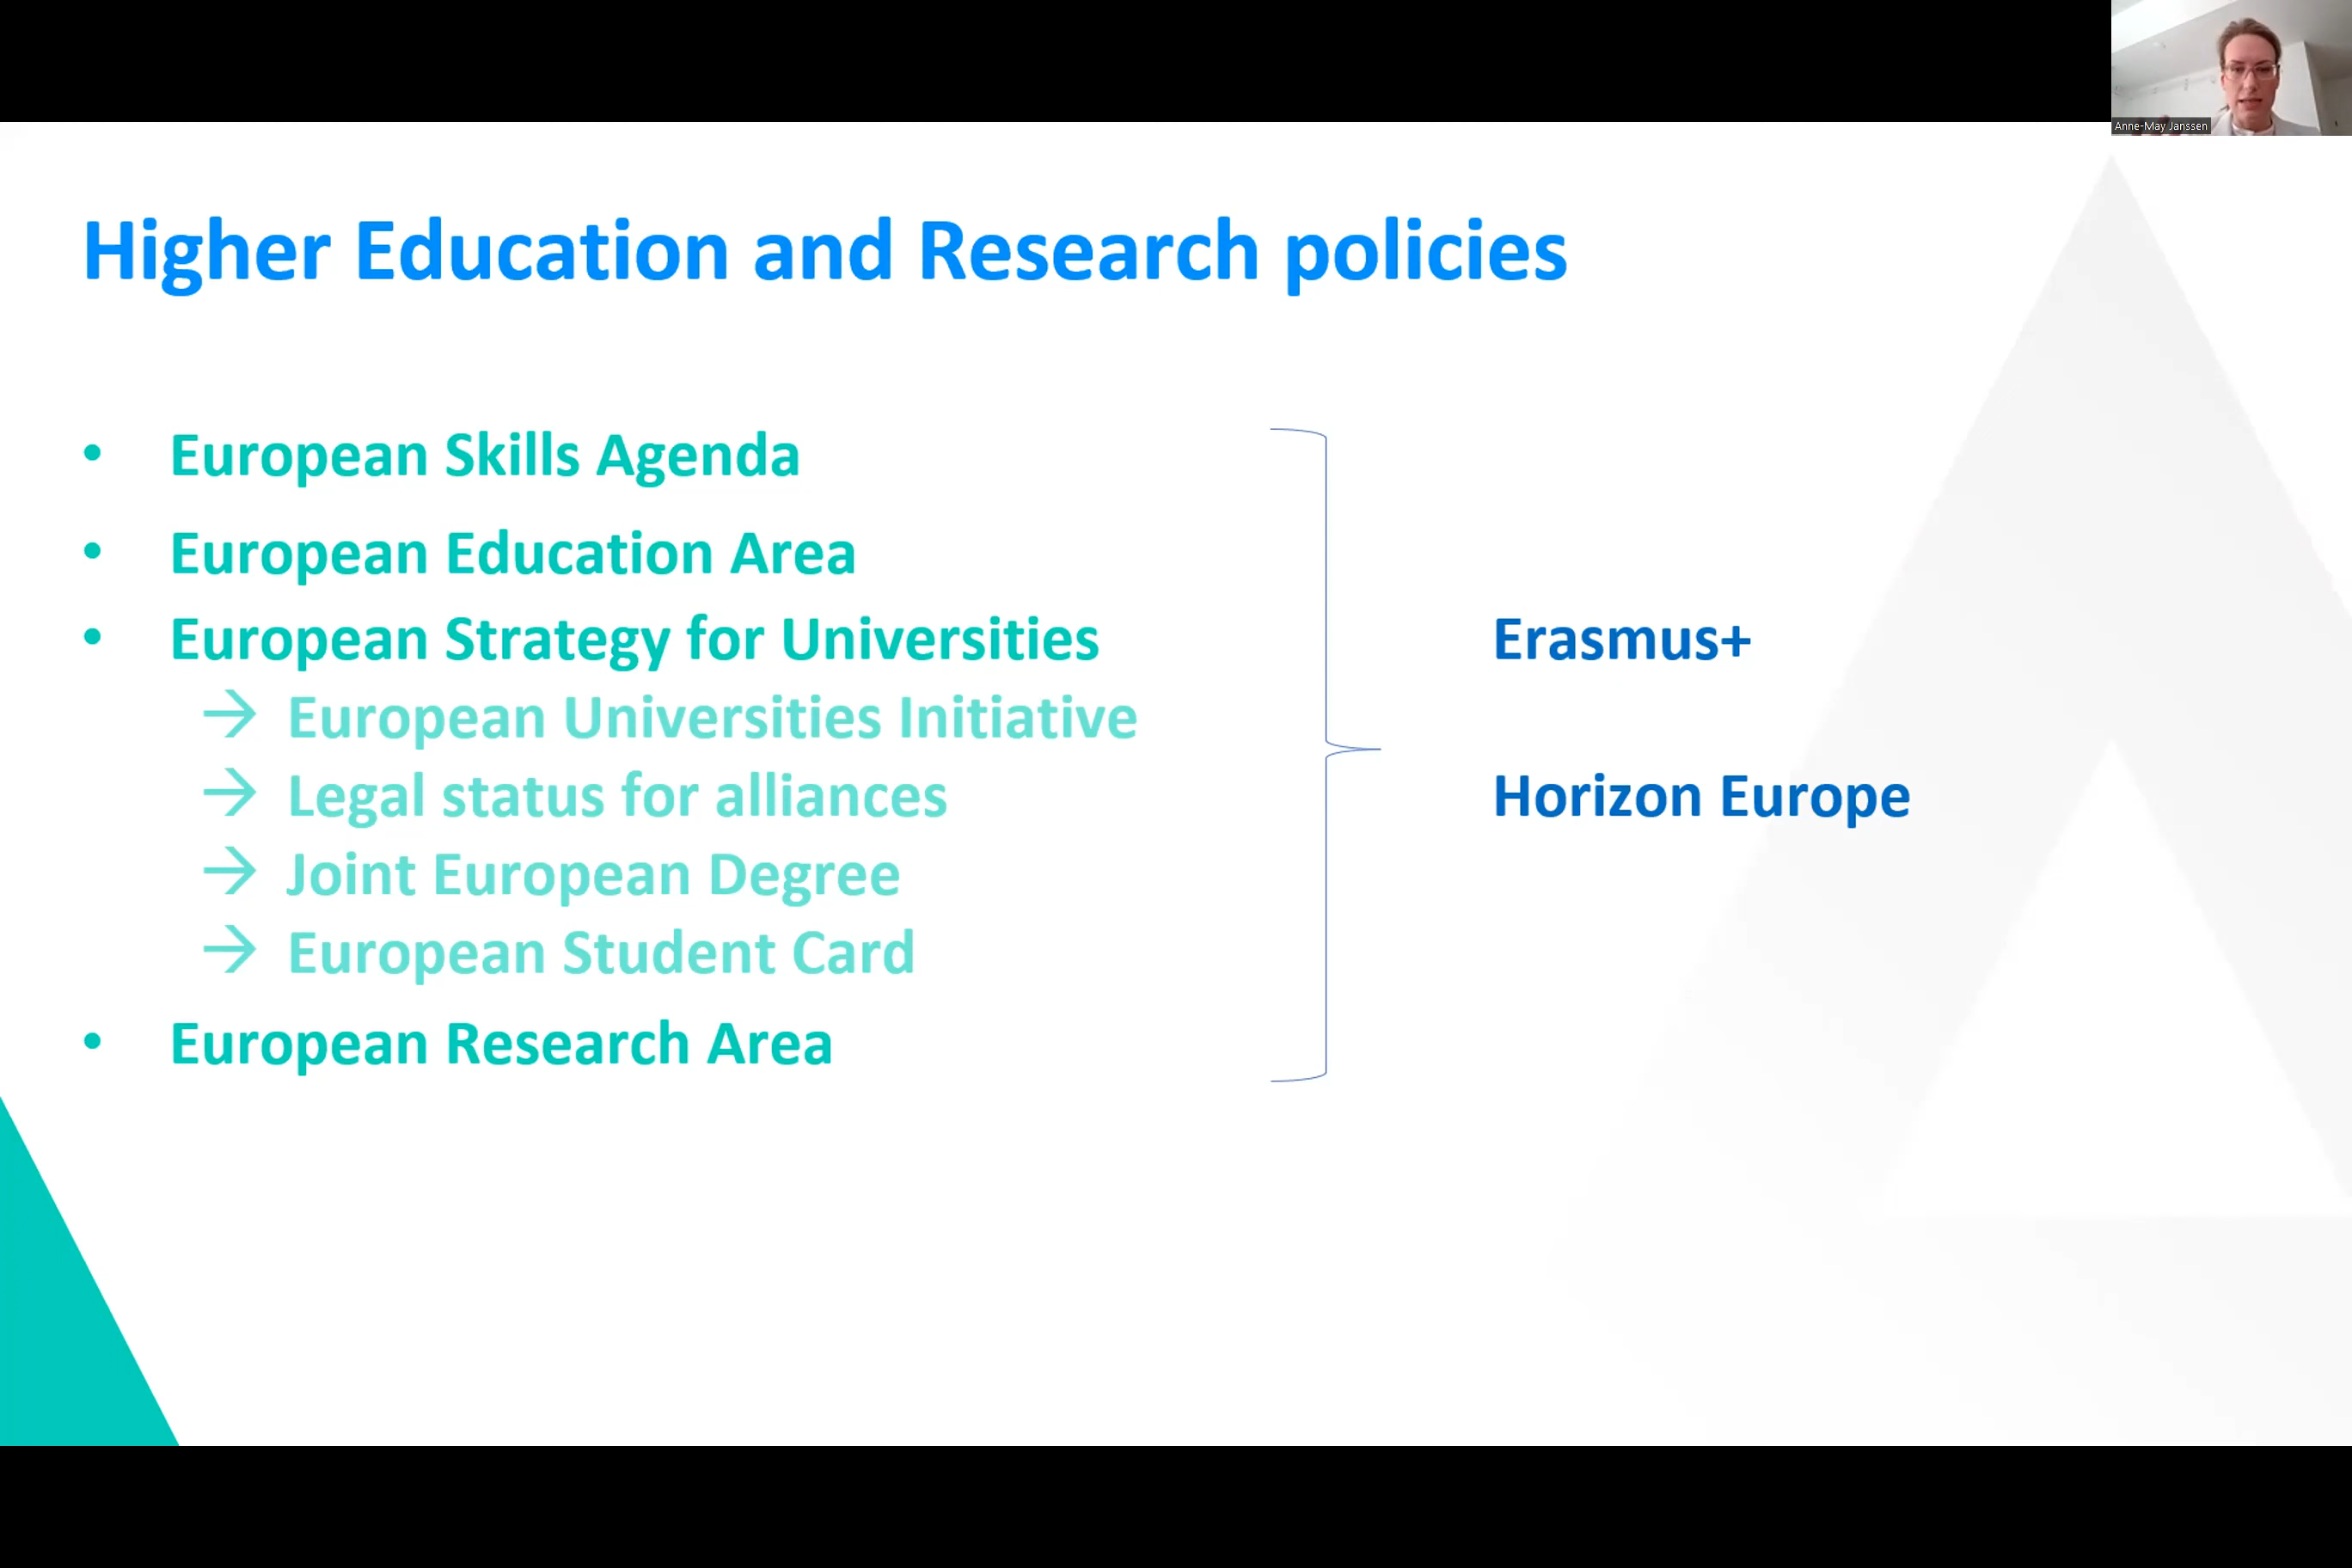 Anne-May Janssen
Higher Education and Research policies
• European Skills Agenda
• European Education Area
• European Strategy for Universities
→ European Universities Initiative
→ Legal status for alliances
→ Joint European Degree
→ European Student Card
• European Research Area
Erasmus+
Horizon Europe